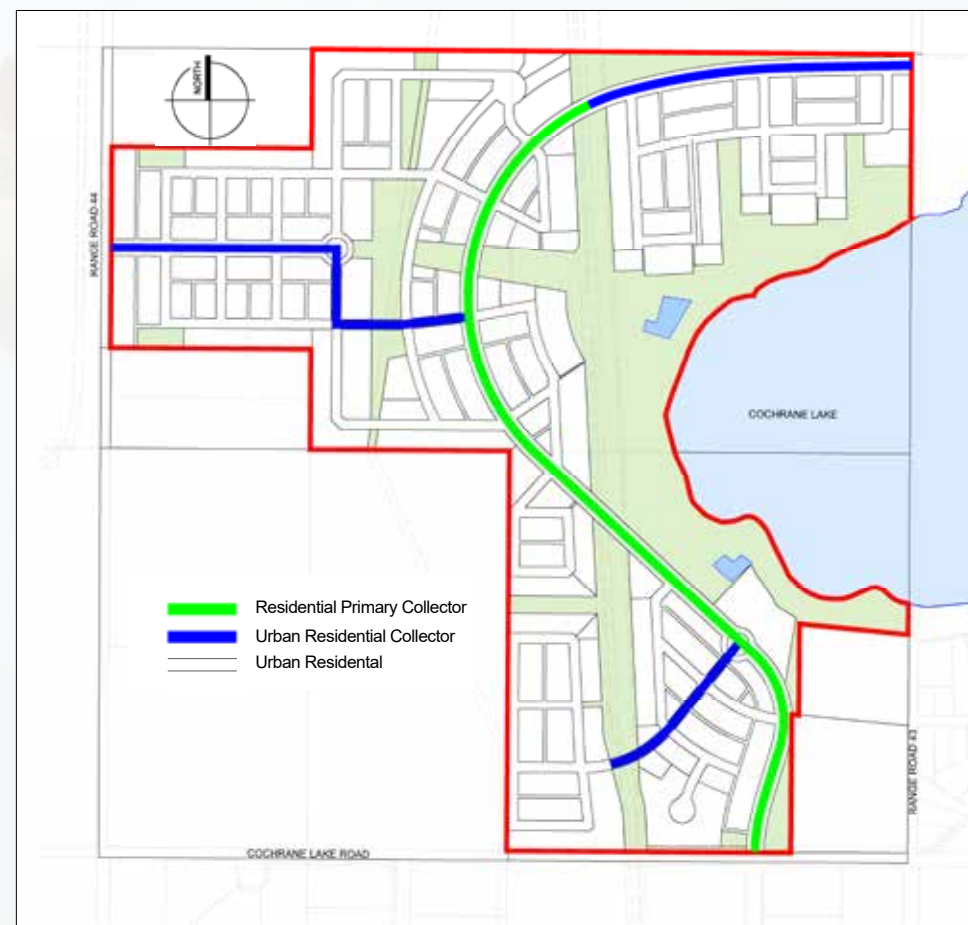 NORTH
RANGE ROAD 44
COCHRANE LAKE
Residential Primary Collector
Urban Residential Collector
Urban Residental
RANGE ROAD 43
COCHRANE LAKE ROAD